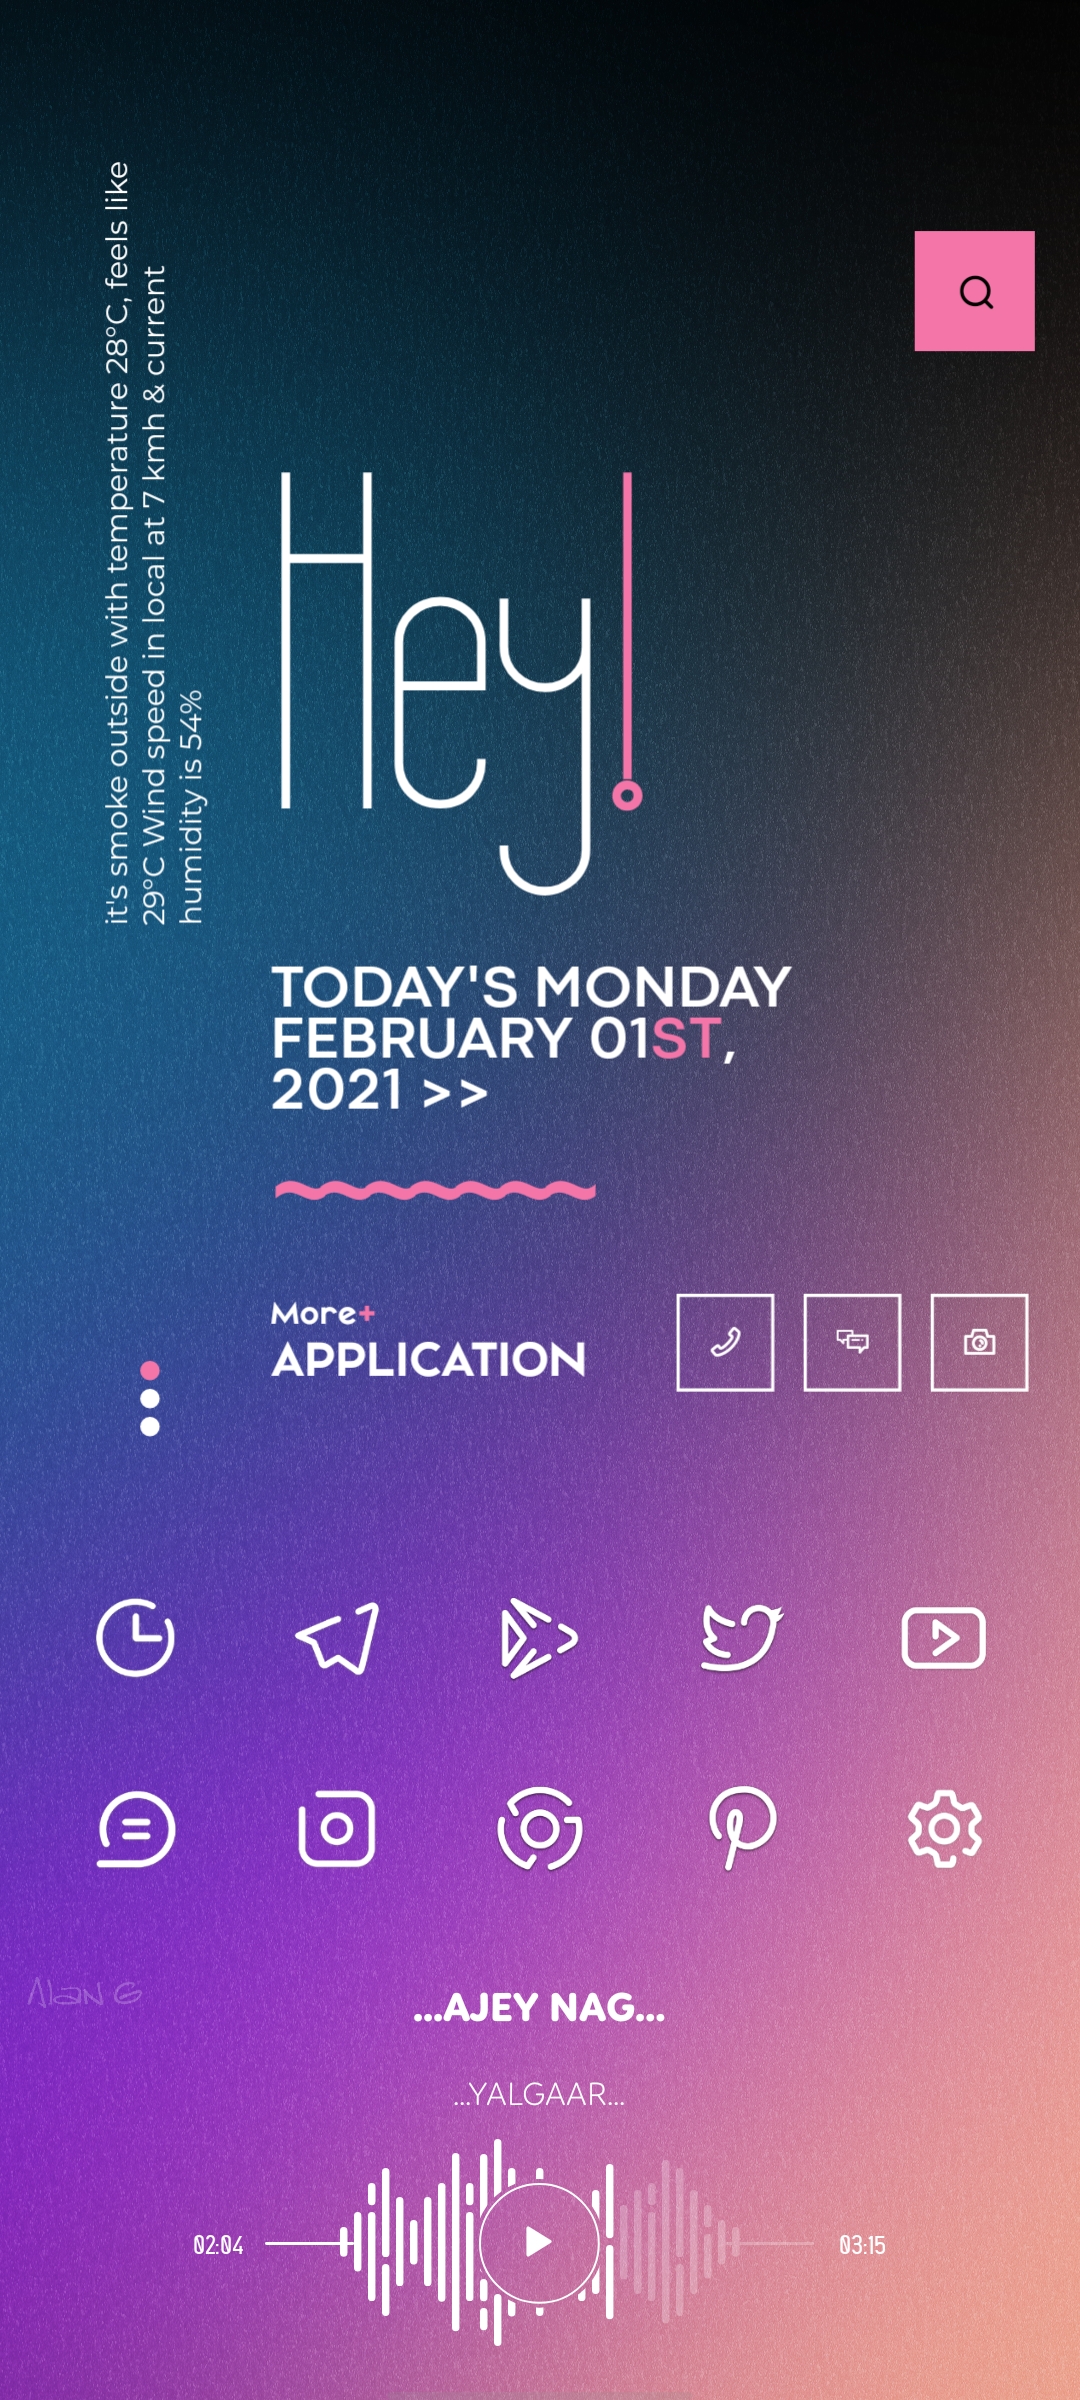 it's smoke outside with temperature 28°C, feels like
29°C Wind speed in local at 7 kmh & current
humidity is 54%
Hey!
TODAY'S MONDAY
FEBRUARY 01ST,
2021 >>
More+
APPLICATION
Alan G
...AJEY NAG...
...YALGAAR...
02:04
03:15